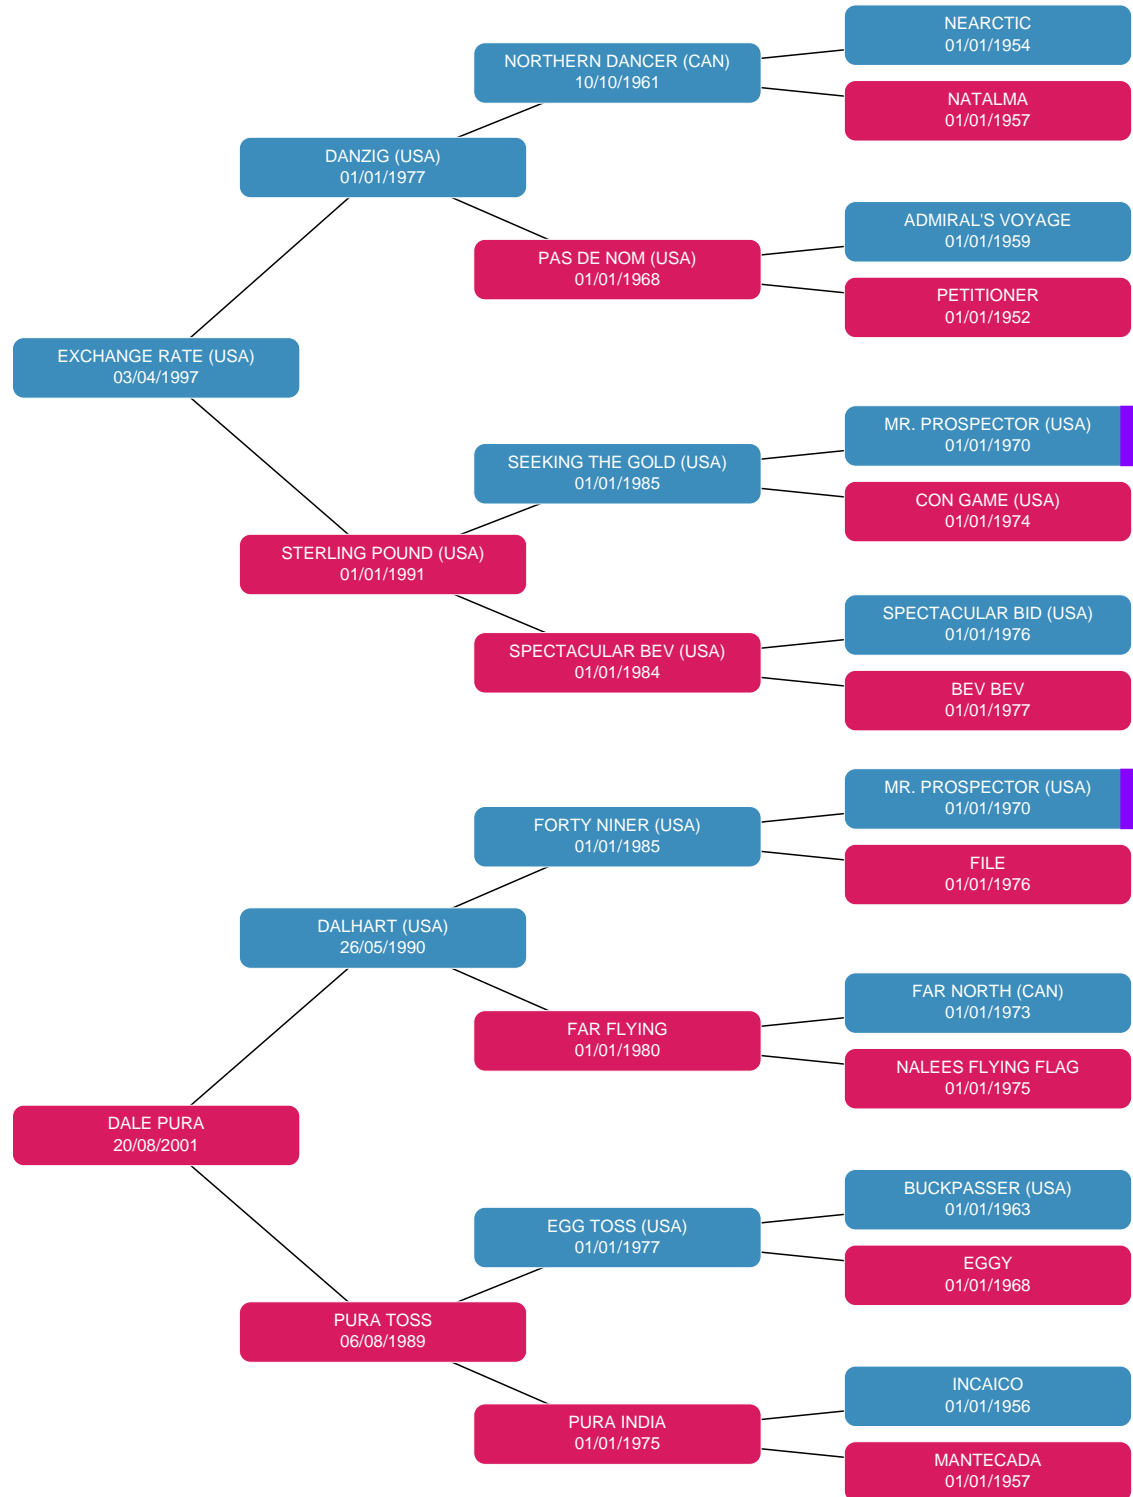 NEARCTIC
01/01/1954
NORTHERN DANCER (CAN)
10/10/1961
NATALMA
01/01/1957
DANZIG (USA)
01/01/1977
ADMIRAL'S VOYAGE
01/01/1959
PAS DE NOM (USA)
01/01/1968
PETITIONER
01/01/1952
EXCHANGE RATE (USA)
03/04/1997
MR. PROSPECTOR (USA)
01/01/1970
SEEKING THE GOLD (USA)
01/01/1985
CON GAME (USA)
01/01/1974
STERLING POUND (USA)
01/01/1991
SPECTACULAR BID (USA)
01/01/1976
SPECTACULAR BEV (USA)
01/01/1984
BEV BEV
01/01/1977
MR. PROSPECTOR (USA)
01/01/1970
FORTY NINER (USA)
01/01/1985
FILE
01/01/1976
DALHART (USA)
26/05/1990
FAR NORTH (CAN)
01/01/1973
FAR FLYING
01/01/1980
NALEES FLYING FLAG
01/01/1975
DALE PURA
20/08/2001
BUCKPASSER (USA)
01/01/1963
EGG TOSS (USA)
01/01/1977
EGGY
01/01/1968
PURA TOSS
06/08/1989
INCAICO
01/01/1956
PURA INDIA
01/01/1975
MANTECADA
01/01/1957